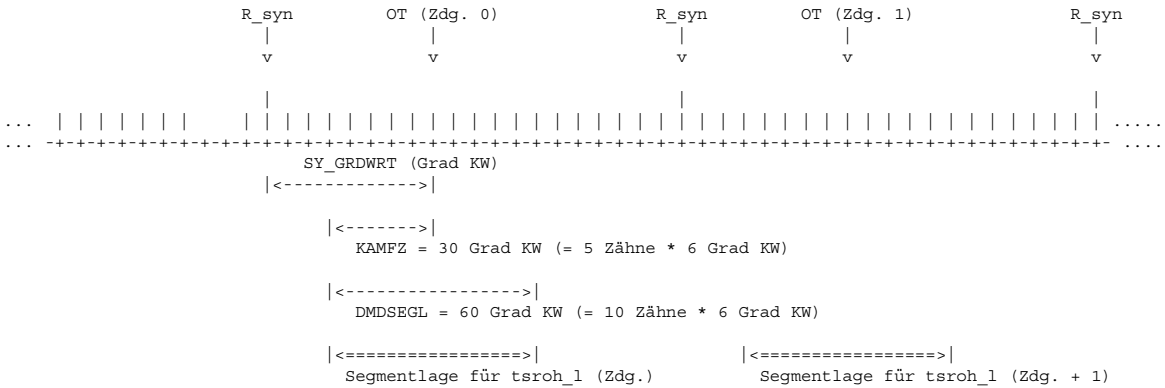 R_syn OT (Zdg. 0) R_syn OT (Zdg. 1) R_syn
| | | | |
v v v v v
| | |
... | | | | | | | | | | | | | | | | | | | | | | | | | | | | | | | | | | | | | | | | | | | | | | | | .....
... -+-+-+-+-+-+-+-+-+-+-+-+-+-+-+-+-+-+-+-+-+-+-+-+-+-+-+-+-+-+-+-+-+-+-+-+-+-+-+-+-+-+-+-+-+-+-+-+-+-+-+- ....
SY_GRDWRT (Grad KW)
|<------------->|
|<------->|
KAMFZ = 30 Grad KW (= 5 Zähne * 6 Grad KW)
|<----------------->|
DMDSEGL = 60 Grad KW (= 10 Zähne * 6 Grad KW)
|<=================>| |<=================>|
Segmentlage für tsroh_l (Zdg.) Segmentlage für tsroh_l (Zdg. + 1)